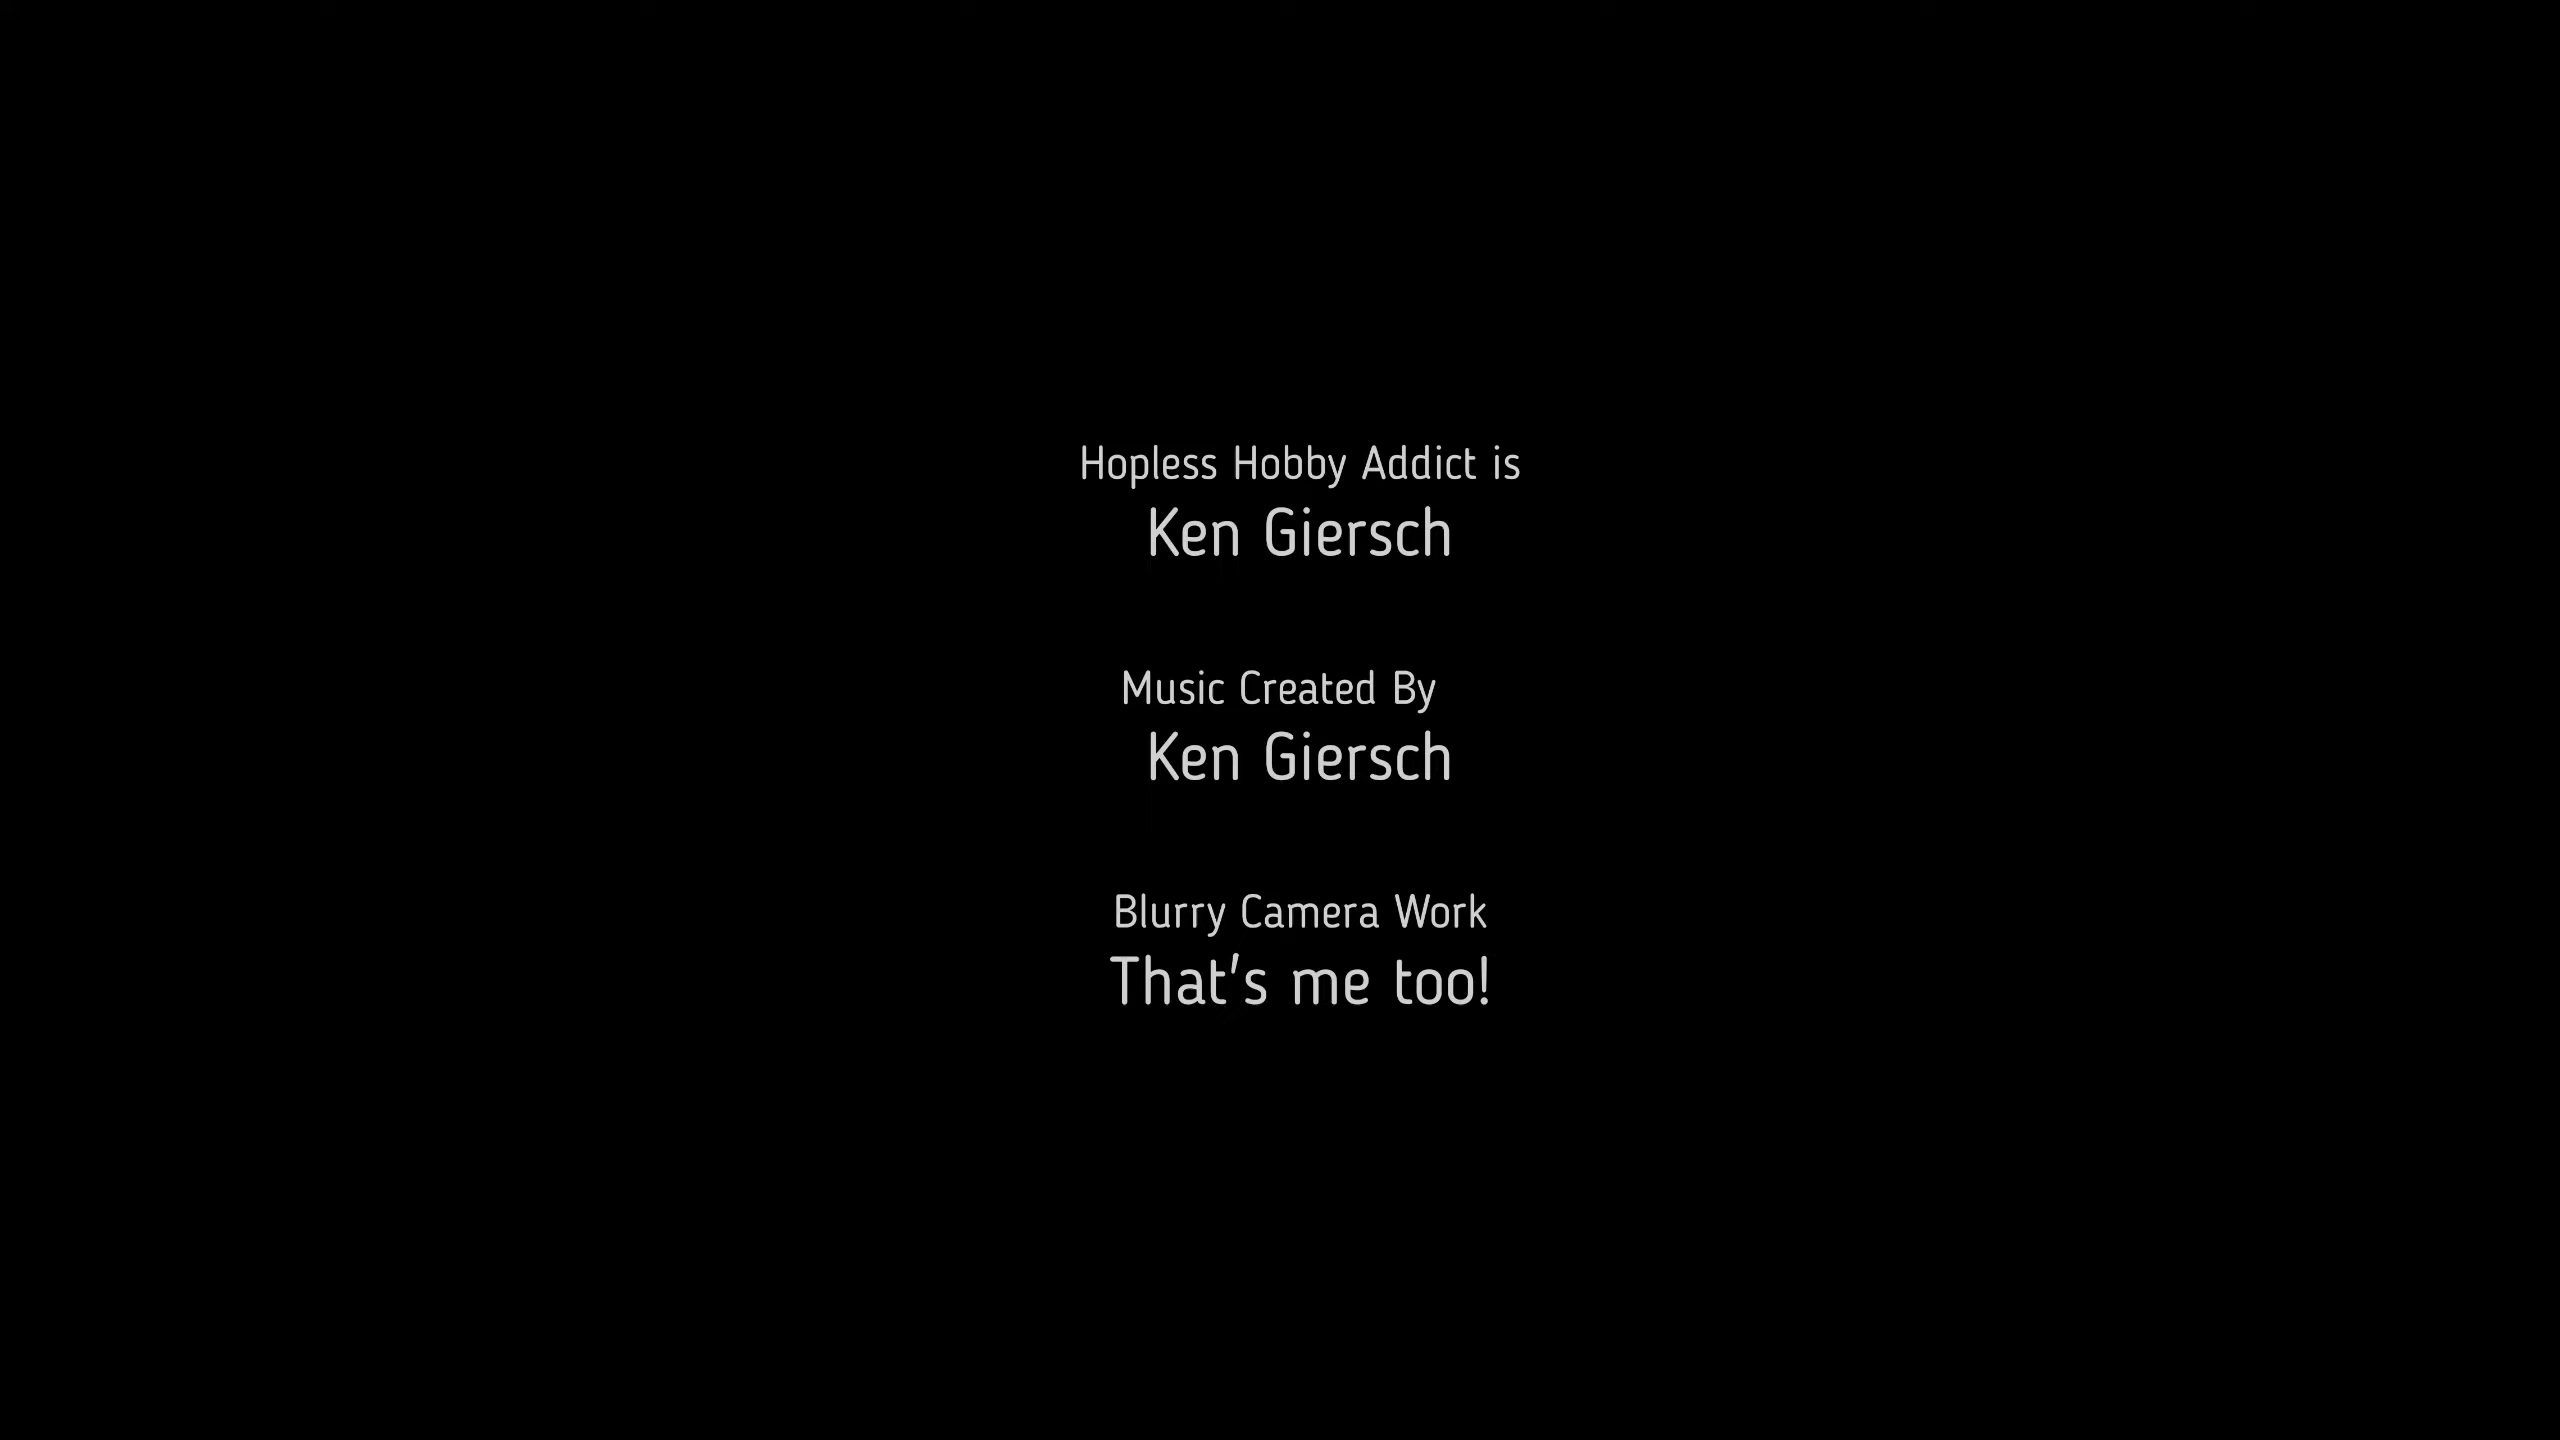 Hopless Hobby Addict is
Ken Giersch
Music Created By
Ken Giersch
Blurry Camera Work
That's me too!